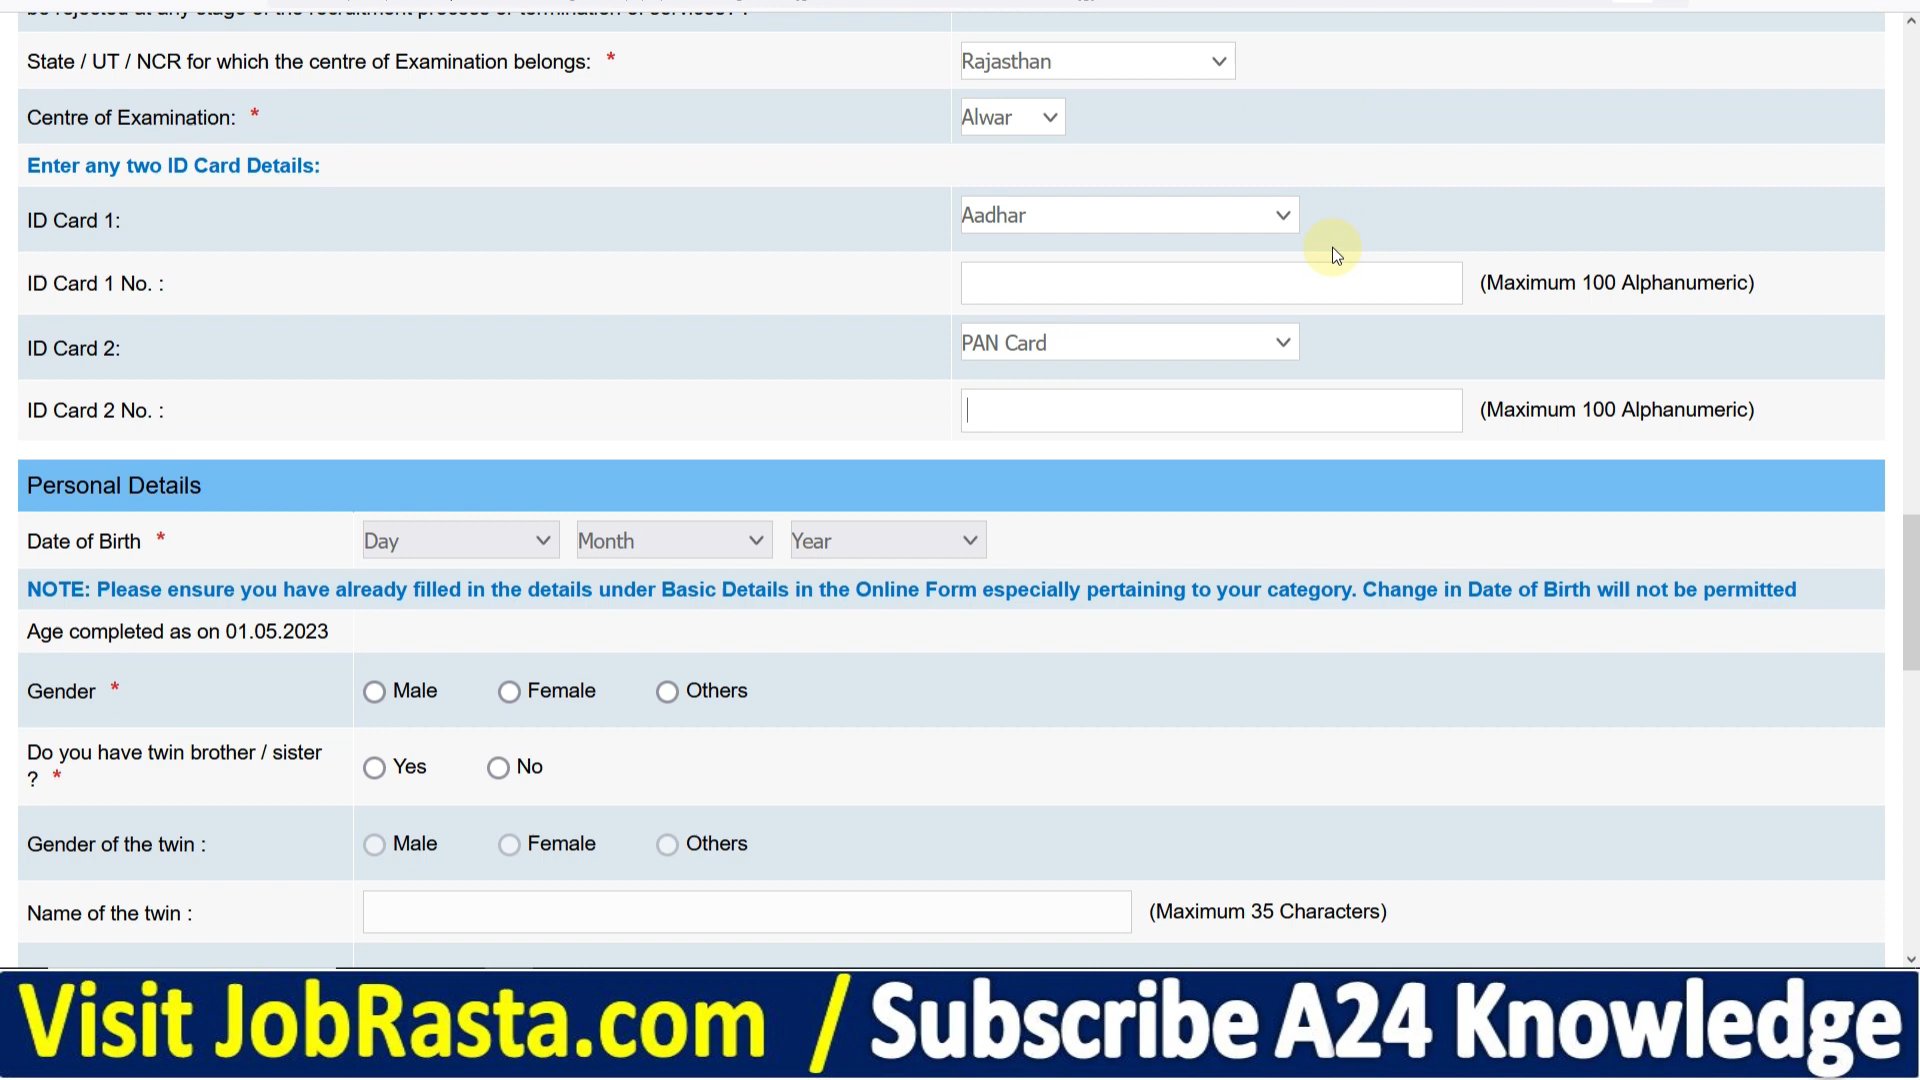 State / UT / NCR for which the centre of Examination belongs: * Rajasthan
Centre of Examination: * Alwar
Enter any two ID Card Details:
ID Card 1: Aadhar
ID Card 1 No. : (Maximum 100 Alphanumeric)
ID Card 2: PAN Card
ID Card 2 No. : (Maximum 100 Alphanumeric)
Personal Details
Date of Birth * Day Month Year
NOTE: Please ensure you have already filled in the details under Basic Details in the Online Form especially pertaining to your category. Change in Date of Birth will not be permitted
Age completed as on 01.05.2023
Gender * Male Female Others
Do you have twin brother / sister
? * Yes No
Gender of the twin : Male Female Others
Name of the twin : (Maximum 35 Characters)
Visit JobRasta.com / Subscribe A24 Knowledge